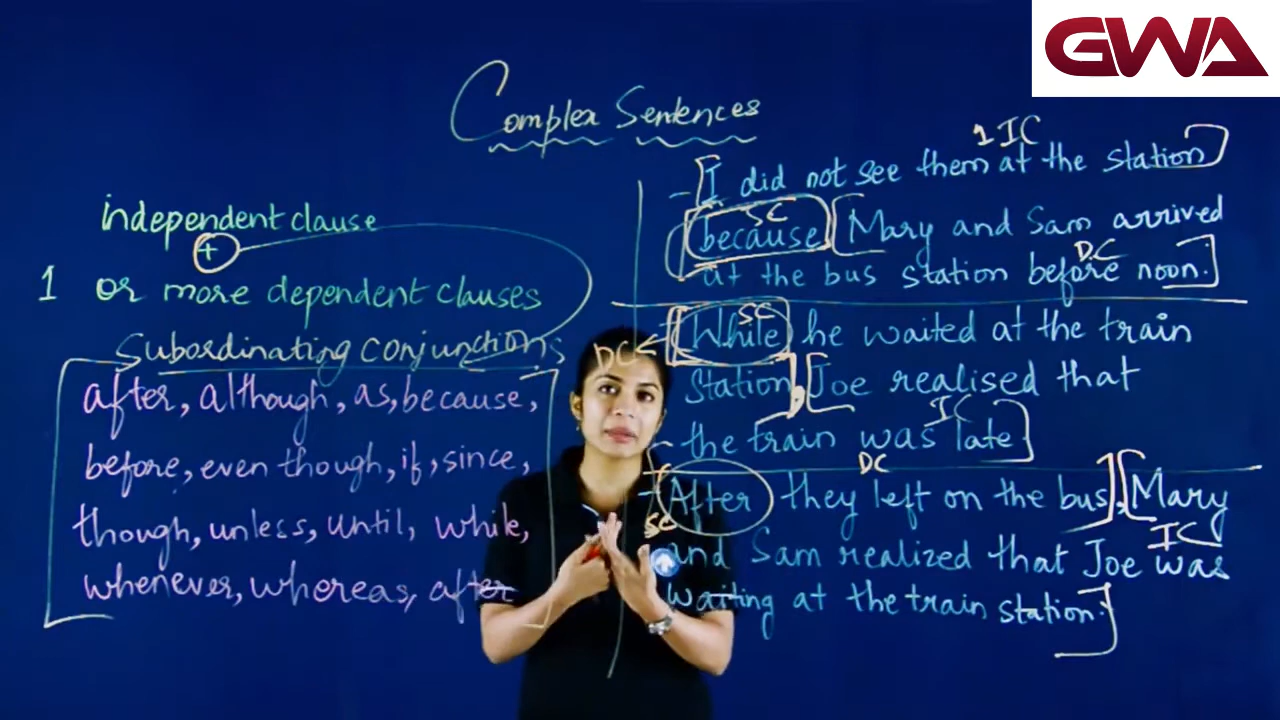 GWA
Complex Sentences
independent clause
+
1 or more dependent clauses
Subordinating conjunctions
after, although, as, because,
before, even though, if, since,
though, unless, until, while,
whenever, whereas, after
1 IC
- I did not see them at the station
SC
because Mary and Sam arrived
DC
at the bus station before noon.
SC
- While he waited at the train
DC
station, Joe realised that
IC
- the train was late
DC
- After they left on the bus, Mary
SC
IC
and Sam realized that Joe was
waiting at the train station.